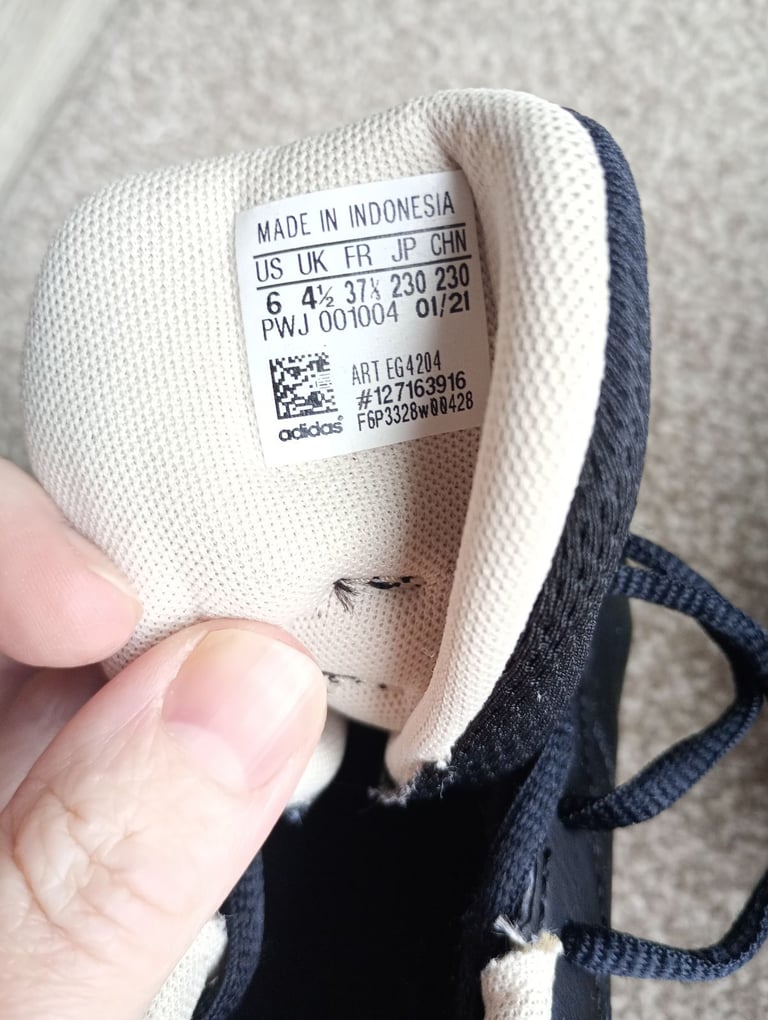 MADE IN INDONESIA
US UK FR JP CHN
6 4½ 37⅓ 230 230
PWJ 001004 01/21
ART EG4204
#127163916
F6P3328w00428
adidas®